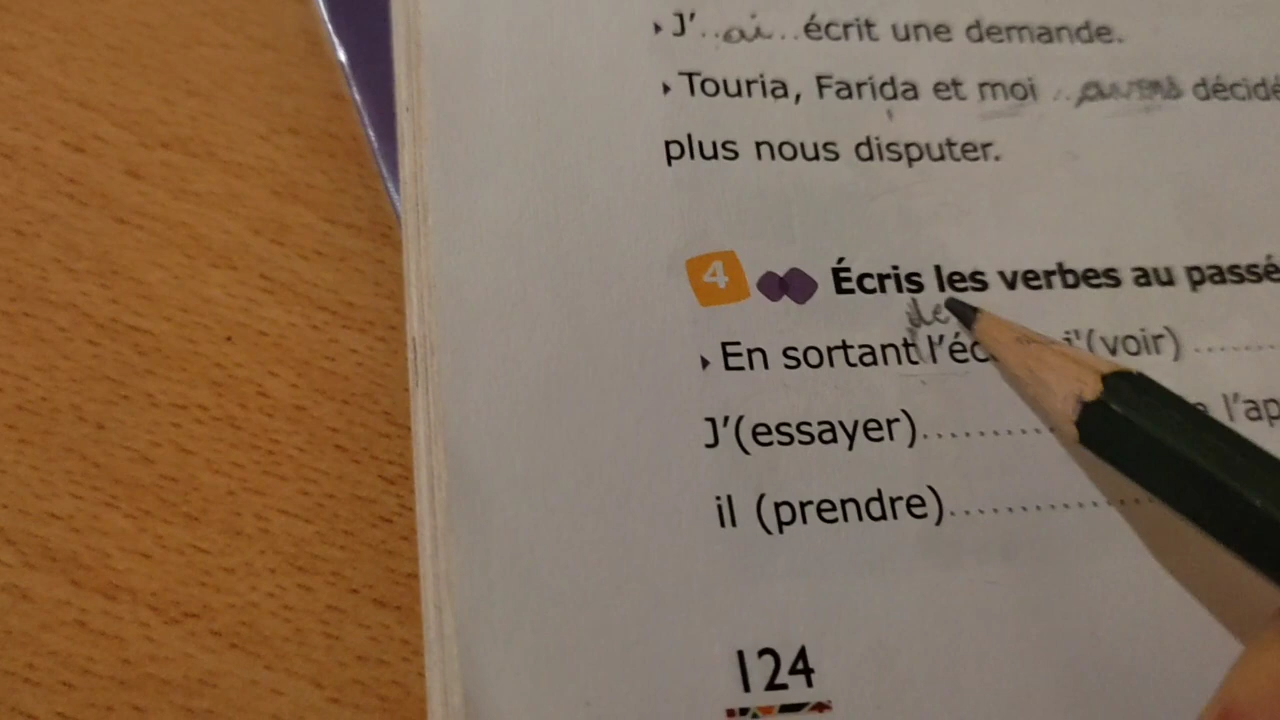 J'..ai..écrit une demande.
Touria, Farida et moi ..avons décidé
plus nous disputer.
4 Écris les verbes au passé
de
En sortant l'éc j'(voir) ........
J'(essayer)........... l'ap
il (prendre)................
124